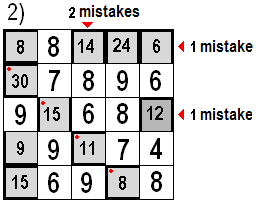 2)
2 mistakes
8 8 14 24 6 1 mistake
30 7 8 9 6
9 15 6 8 12 1 mistake
9 9 11 7 4
15 6 9 8 8